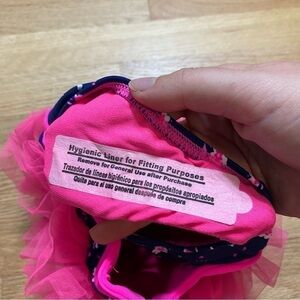 Hygienic Liner for Fitting Purposes
Remove for General Use after Purchase
Trazador de líneas higiénico para los propósitos apropiados
Quite para el uso general después de compra